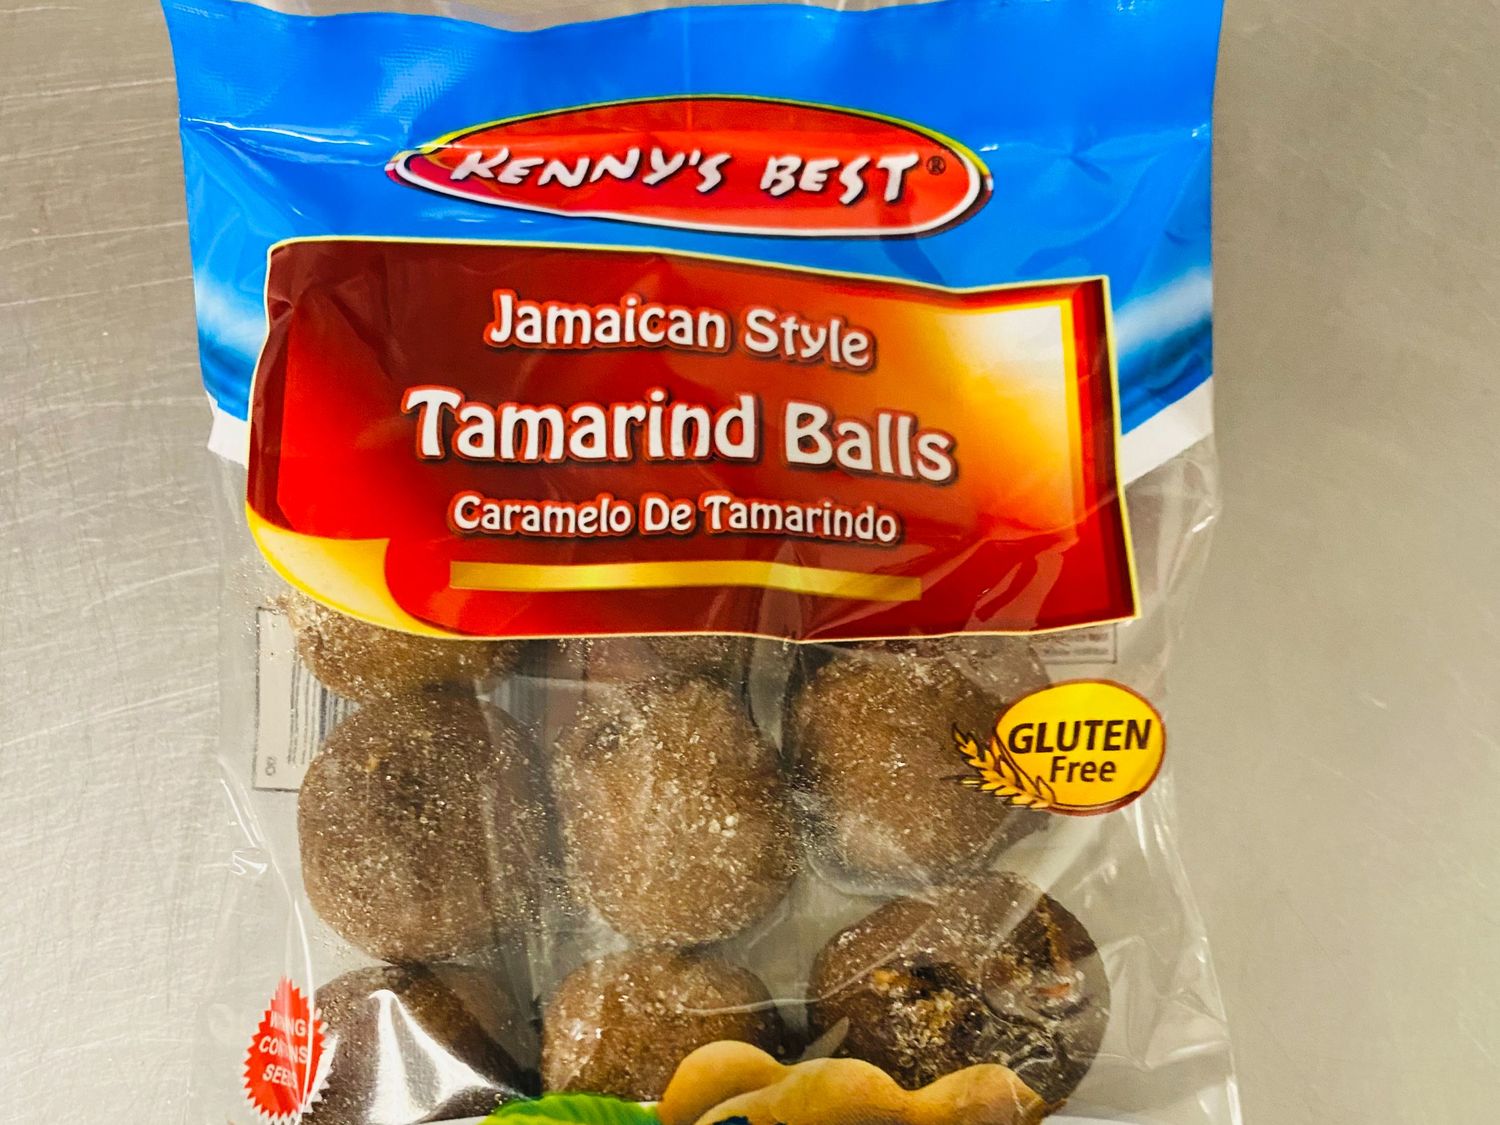 KENNY'S BEST®
Jamaican Style
Tamarind Balls
Caramelo De Tamarindo
GLUTEN
Free